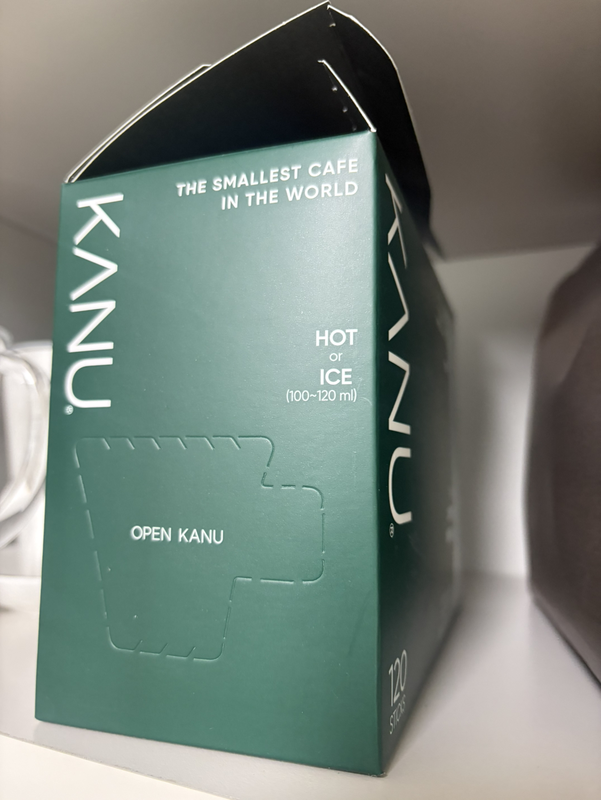 THE SMALLEST CAFE
IN THE WORLD
KANU®
HOT
or
ICE
(100~120 ml)
OPEN KANU
KANU®
120
STICKS